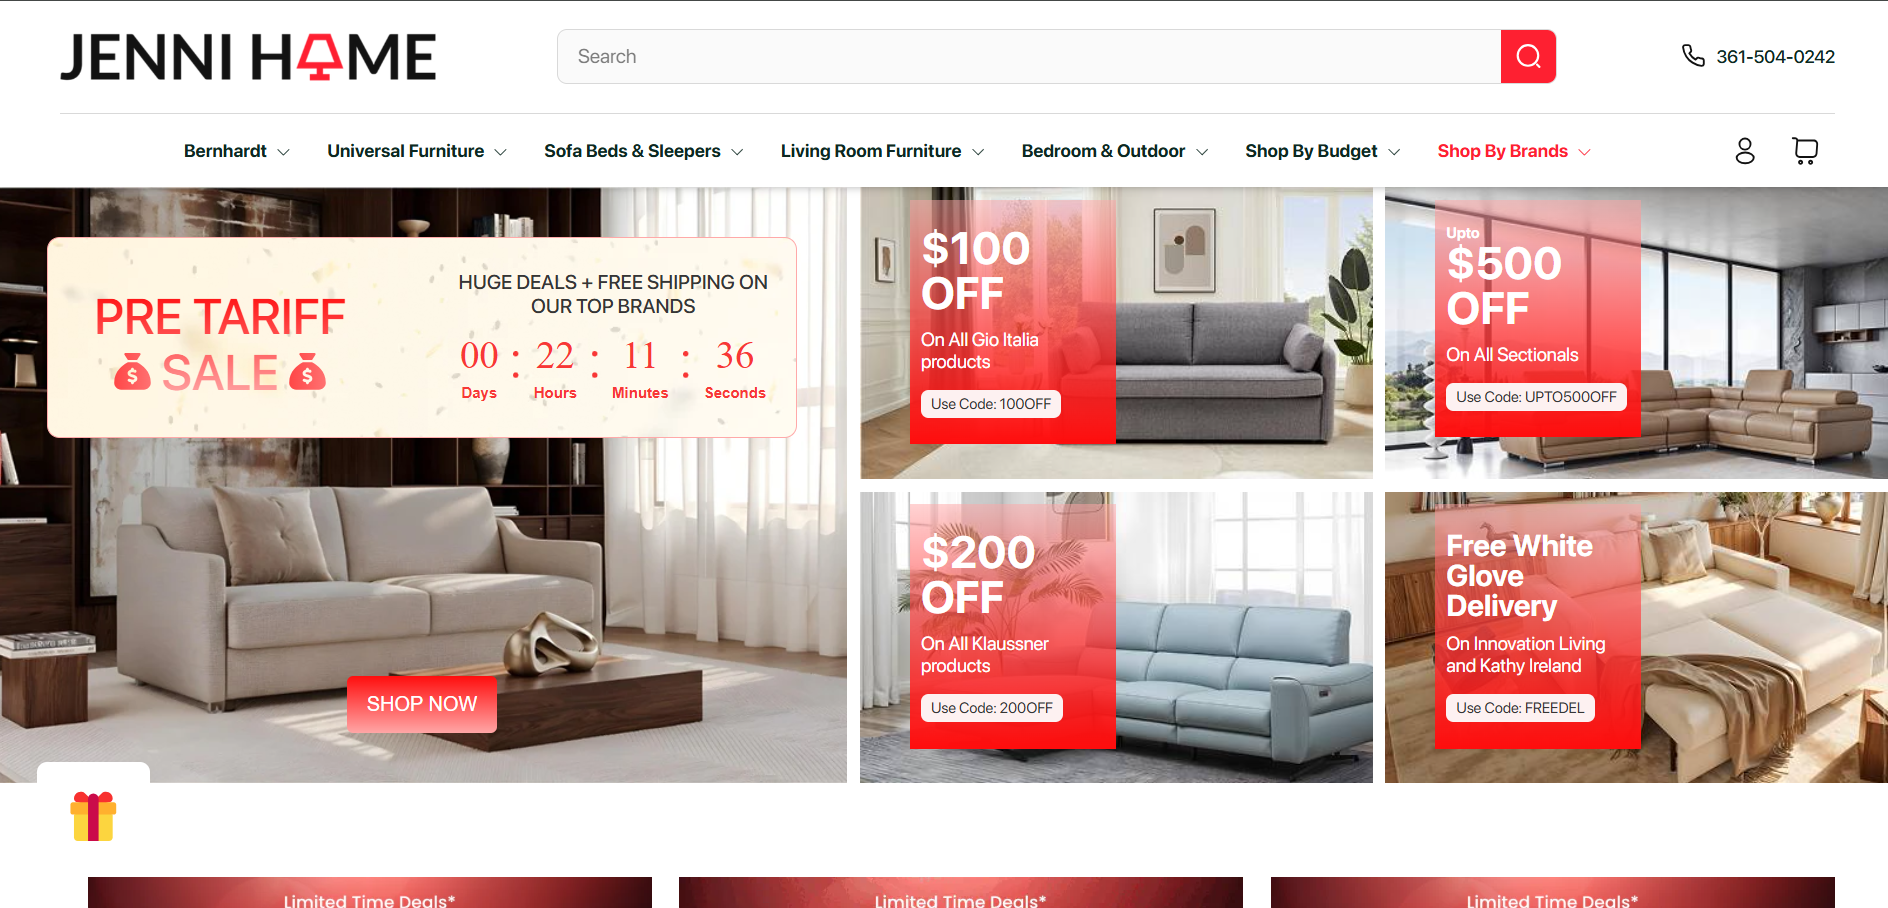 JENNI HOME
Search
361-504-0242
Bernhardt
Universal Furniture
Sofa Beds & Sleepers
Living Room Furniture
Bedroom & Outdoor
Shop By Budget
Shop By Brands
PRE TARIFF
SALE
HUGE DEALS + FREE SHIPPING ON
OUR TOP BRANDS
00 : 22 : 11 : 36
Days Hours Minutes Seconds
SHOP NOW
$100
OFF
On All Gio Italia
products
Use Code: 100OFF
Upto
$500
OFF
On All Sectionals
Use Code: UPTO500OFF
$200
OFF
On All Klaussner
products
Use Code: 200OFF
Free White
Glove
Delivery
On Innovation Living
and Kathy Ireland
Use Code: FREEDEL
Limited Time Deals*
Limited Time Deals*
Limited Time Deals*